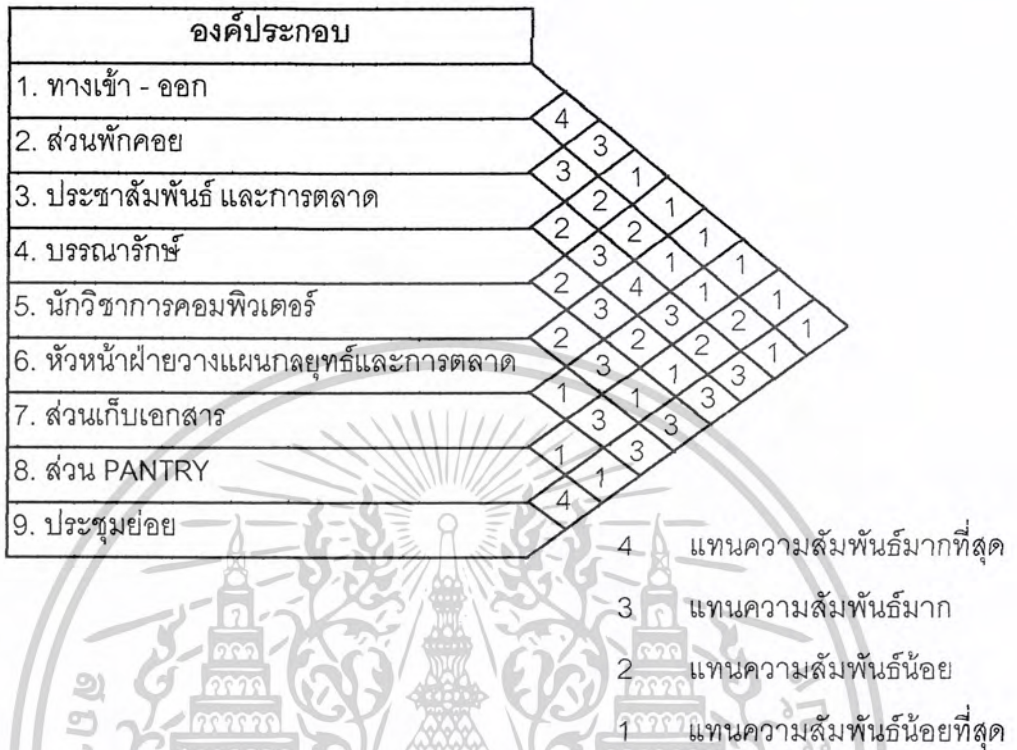 องค์ประกอบ
1. ทางเข้า - ออก
2. ส่วนพักคอย
3. ประชาสัมพันธ์ และการตลาด
4. บรรณารักษ์
5. นักวิชาการคอมพิวเตอร์
6. หัวหน้าฝ่ายวางแผนกลยุทธ์และการตลาด
7. ส่วนเก็บเอกสาร
8. ส่วน PANTRY
9. ประชุมย่อย
4 3 1 1 1 1 1 1
3 2 2 1 1 2 1
2 3 4 3 2 3
2 3 2 1 3
2 3 1 3
1 3 3
1 1
4
4 แทนความสัมพันธ์มากที่สุด
3 แทนความสัมพันธ์มาก
2 แทนความสัมพันธ์น้อย
1 แทนความสัมพันธ์น้อยที่สุด